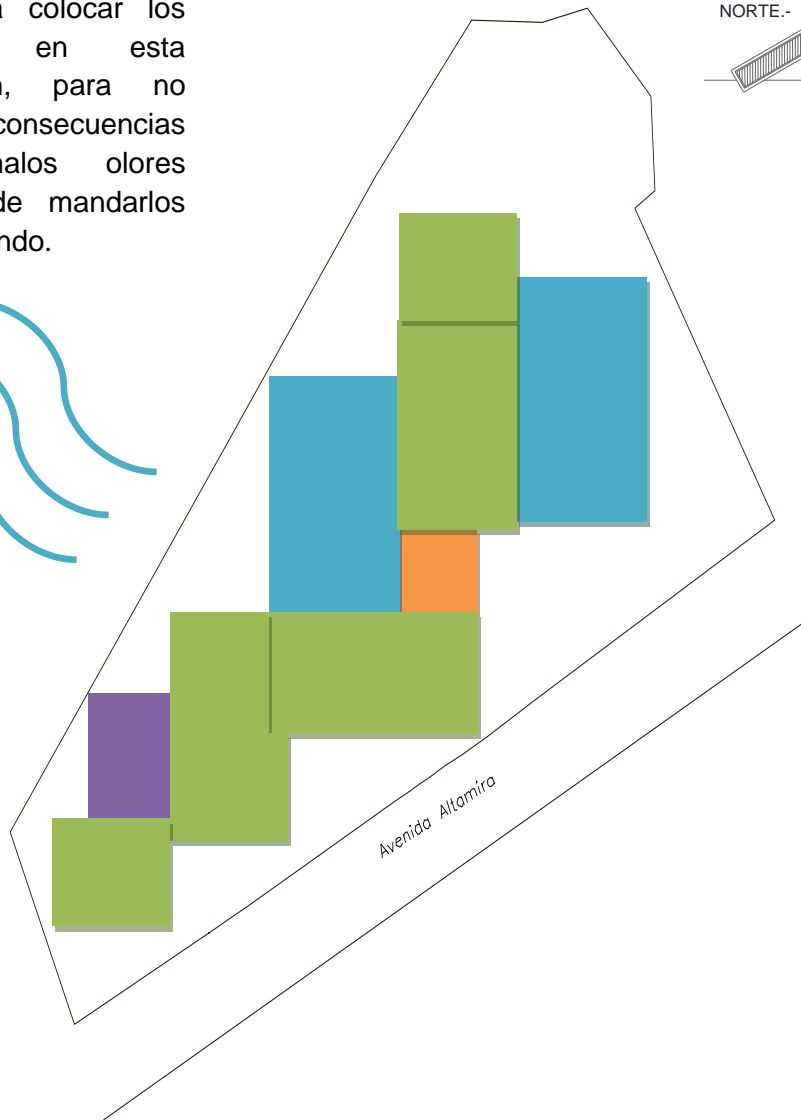 colocar los
en esta
para no
consecuencias
olores
de mandarlos
NORTE.-
Avenida Altamira